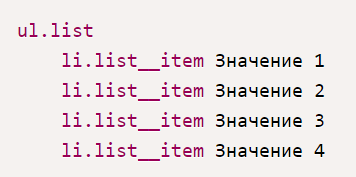 ul.list
li.list__item Значение 1
li.list__item Значение 2
li.list__item Значение 3
li.list__item Значение 4